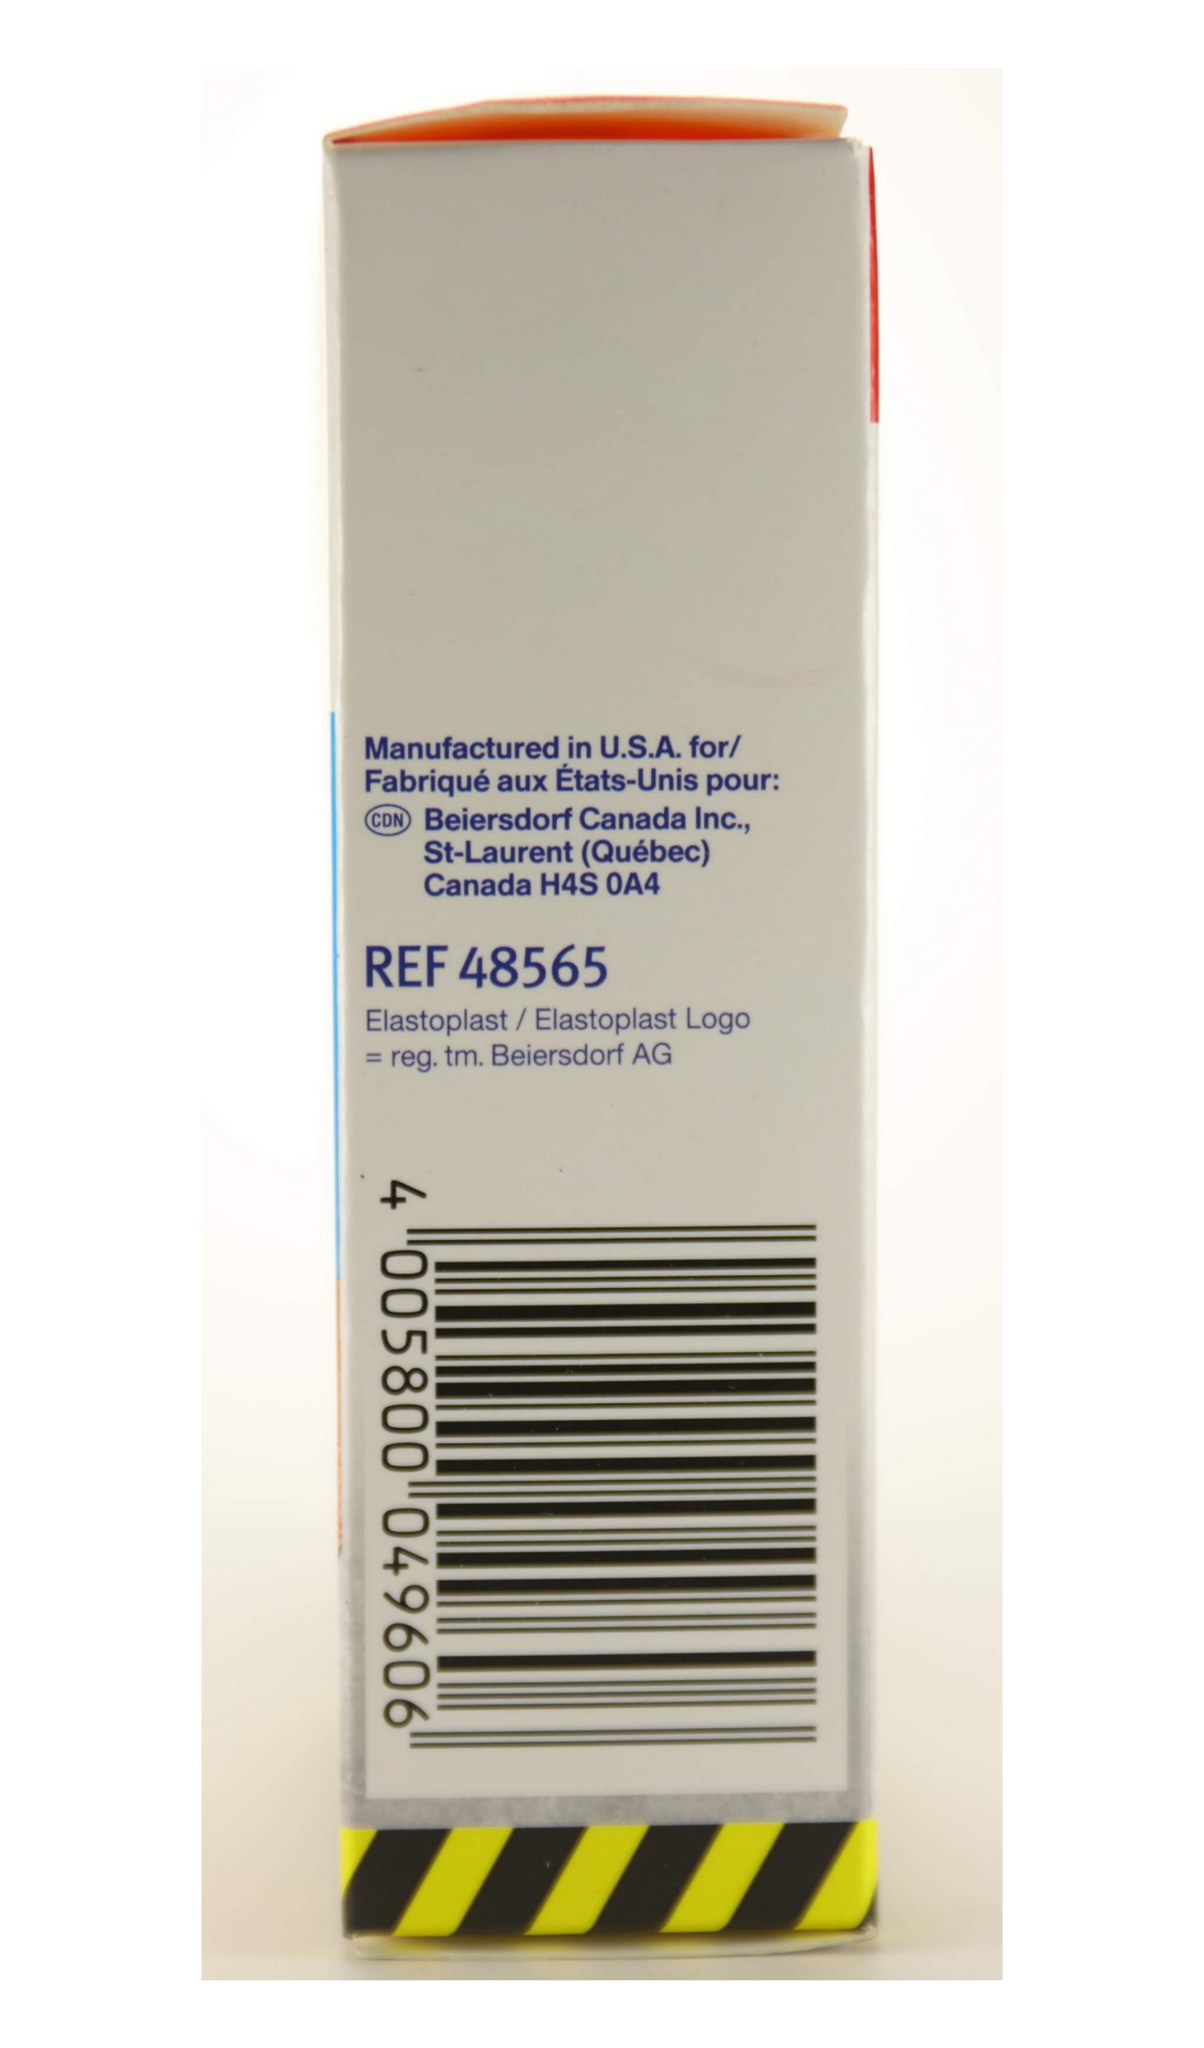 Manufactured in U.S.A. for/
Fabriqué aux États-Unis pour:
CDN Beiersdorf Canada Inc.,
St-Laurent (Québec)
Canada H4S 0A4
REF 48565
Elastoplast / Elastoplast Logo
= reg. tm. Beiersdorf AG
4 005800 049606